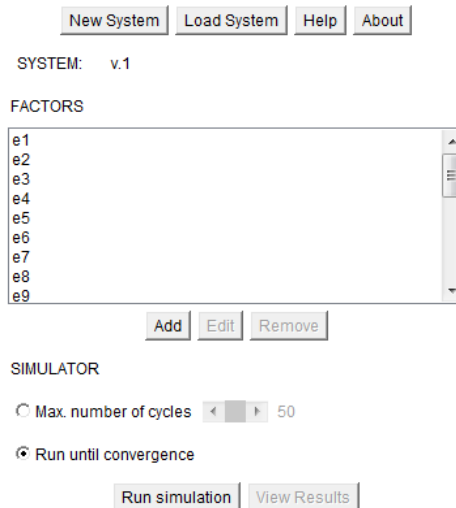 New System Load System Help About
SYSTEM: v.1
FACTORS
e1
e2
e3
e4
e5
e6
e7
e8
e9
Add Edit Remove
SIMULATOR
Max. number of cycles 50
Run until convergence
Run simulation View Results